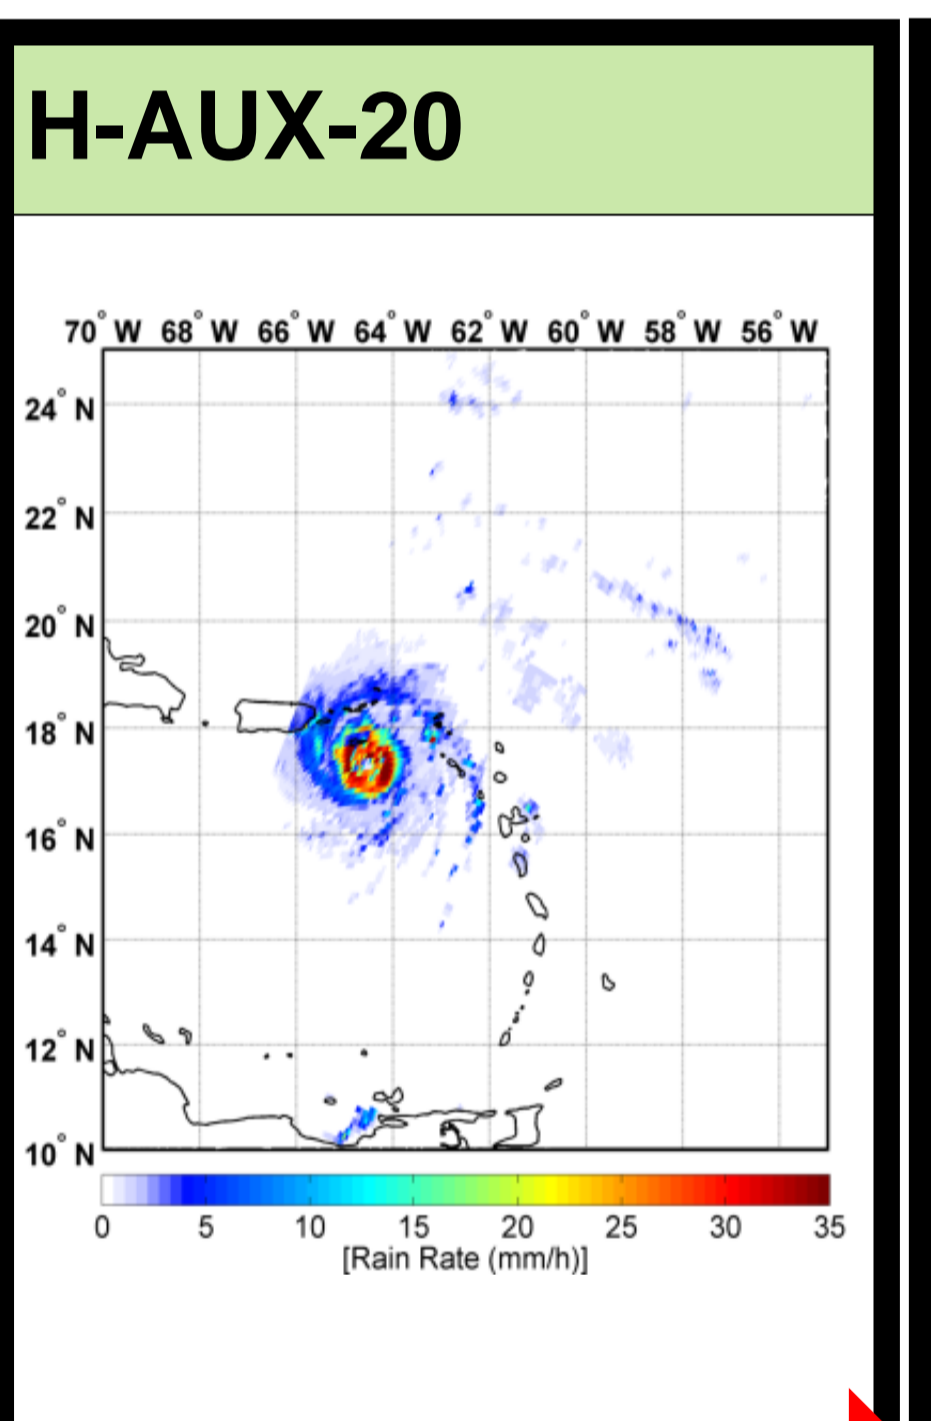 H-AUX-20
70° W 68° W 66° W 64° W 62° W 60° W 58° W 56° W
24° N
22° N
20° N
18° N
16° N
14° N
12° N
10° N
0 5 10 15 20 25 30 35
[Rain Rate (mm/h)]